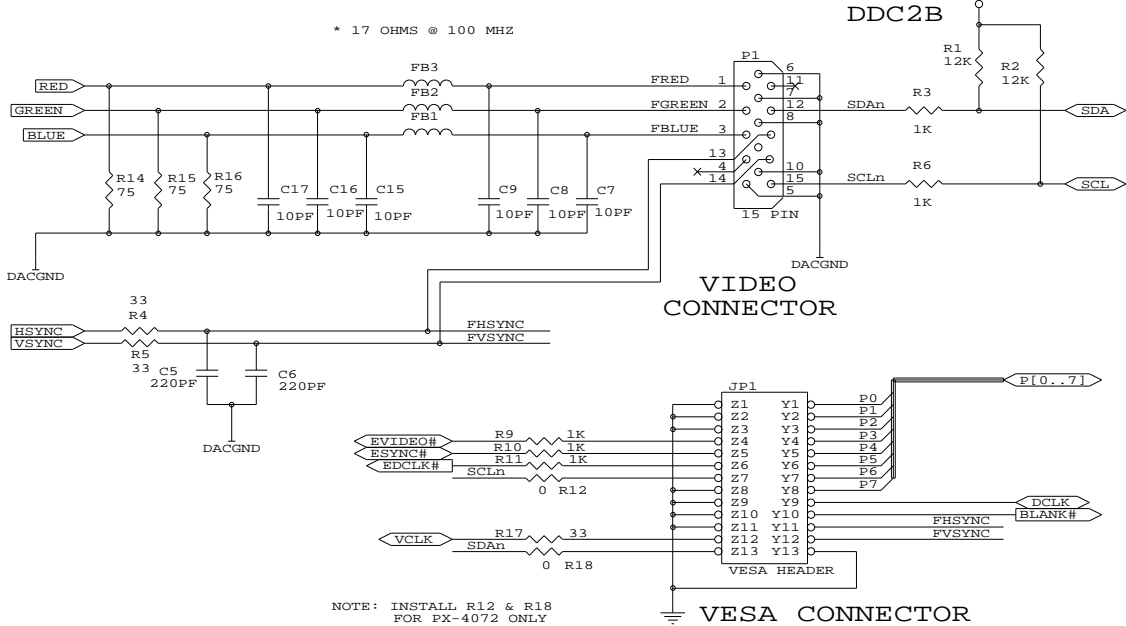 * 17 OHMS @ 100 MHZ
DDC2B
P1
R1
12K
R2
12K
RED
GREEN
BLUE
FB3
FB2
FB1
FRED
FGREEN
FBLUE
1
2
3
13
4
14
6
11
7
12
8
10
15
5
15 PIN
SDAn
R3
1K
SDA
SCLn
R6
1K
SCL
R14
75
R15
75
R16
75
C17
10PF
C16
10PF
C15
10PF
C9
10PF
C8
10PF
C7
10PF
DACGND
DACGND
VIDEO
CONNECTOR
33
R4
HSYNC
VSYNC
R5
33
FHSYNC
FVSYNC
C5
220PF
C6
220PF
DACGND
JP1
P[0..7]
Z1 Y1 P0
Z2 Y2 P1
Z3 Y3 P2
EVIDEO# R9 1K Z4 Y4 P3
ESYNC# R10 1K Z5 Y5 P4
EDCLK# R11 1K Z6 Y6 P5
SCLn 0 R12 Z7 Y7 P6
Z8 Y8 P7
Z9 Y9 DCLK
Z10 Y10 BLANK#
Z11 Y11 FHSYNC
VCLK R17 33 Z12 Y12 FVSYNC
SDAn 0 R18 Z13 Y13
VESA HEADER
NOTE: INSTALL R12 & R18
FOR PX-4072 ONLY
VESA CONNECTOR